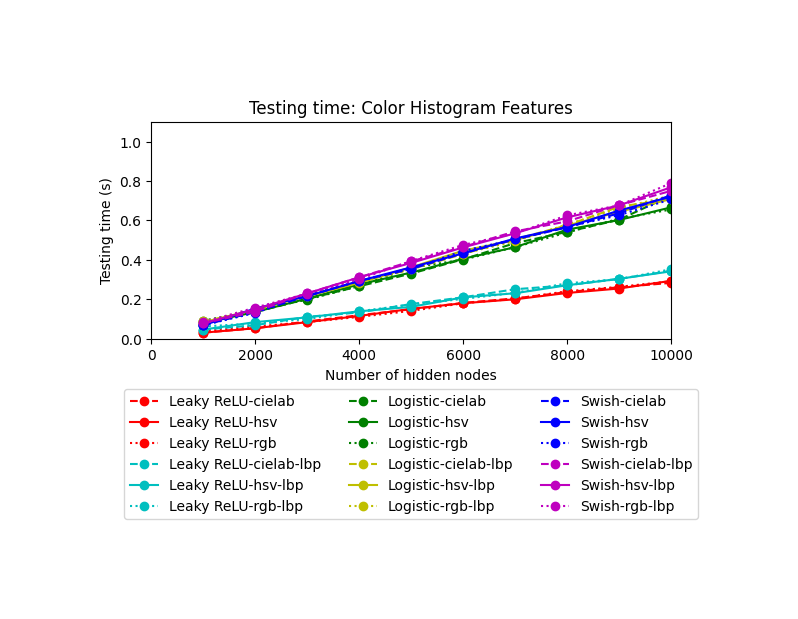 Testing time: Color Histogram Features
1.0
0.8
0.6
0.4
0.2
0.0
Testing time (s)
0 2000 4000 6000 8000 10000
Number of hidden nodes
Leaky ReLU-cielab Logistic-cielab Swish-cielab
Leaky ReLU-hsv Logistic-hsv Swish-hsv
Leaky ReLU-rgb Logistic-rgb Swish-rgb
Leaky ReLU-cielab-lbp Logistic-cielab-lbp Swish-cielab-lbp
Leaky ReLU-hsv-lbp Logistic-hsv-lbp Swish-hsv-lbp
Leaky ReLU-rgb-lbp Logistic-rgb-lbp Swish-rgb-lbp